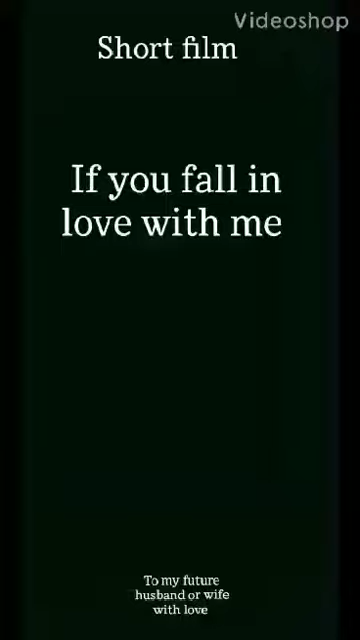 Videoshop
Short film
If you fall in
love with me
To my future
husband or wife
with love